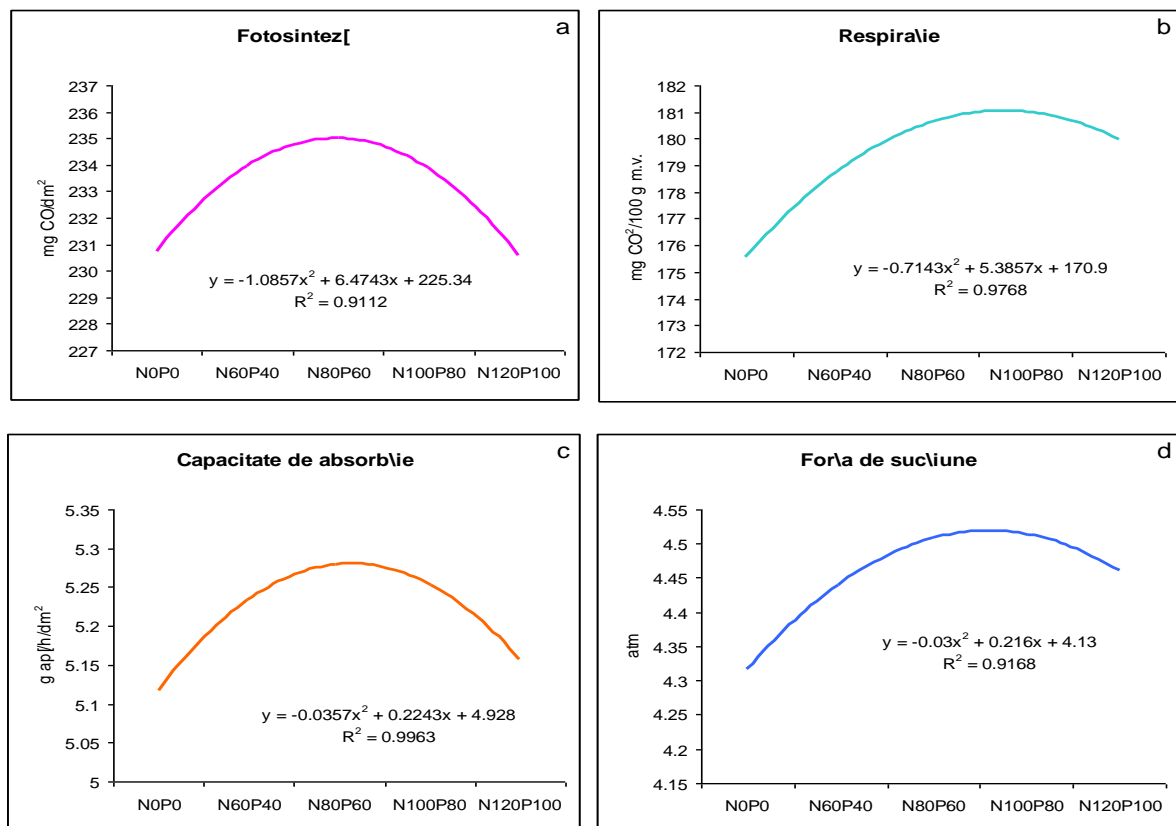 Fotosintez[
a
237
236
235
234
233
232
231
230
229
228
227
mg CO/dm²
y = -1.0857x² + 6.4743x + 225.34
R² = 0.9112
N0P0 N60P40 N80P60 N100P80 N120P100
Respira\ie
b
182
181
180
179
178
177
176
175
174
173
172
mg CO²/100 g m.v.
y = -0.7143x² + 5.3857x + 170.9
R² = 0.9768
N0P0 N60P40 N80P60 N100P80 N120P100
Capacitate de absorb\ie
c
5.35
5.3
5.25
5.2
5.15
5.1
5.05
5
g ap[/h/dm²
y = -0.0357x² + 0.2243x + 4.928
R² = 0.9963
N0P0 N60P40 N80P60 N100P80 N120P100
For\a de suc\iune
d
4.55
4.5
4.45
4.4
4.35
4.3
4.25
4.2
4.15
atm
y = -0.03x² + 0.216x + 4.13
R² = 0.9168
N0P0 N60P40 N80P60 N100P80 N120P100